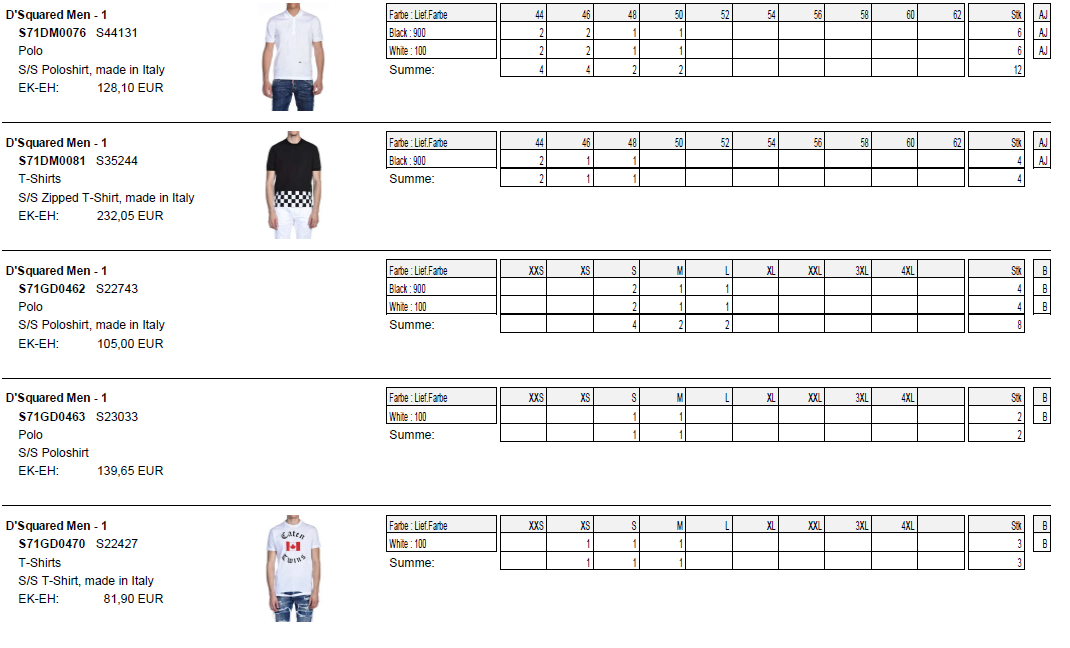 D'Squared Men - 1
S71DM0076 S44131
Polo
S/S Poloshirt, made in Italy
EK-EH: 128,10 EUR
Farbe : Lief.Farbe 44 46 48 50 52 54 56 58 60 62 Stk AJ
Black : 900 2 2 1 1 6 AJ
White : 100 2 2 1 1 6 AJ
Summe: 4 4 2 2 12
D'Squared Men - 1
S71DM0081 S35244
T-Shirts
S/S Zipped T-Shirt, made in Italy
EK-EH: 232,05 EUR
Farbe : Lief.Farbe 44 46 48 50 52 54 56 58 60 62 Stk AJ
Black : 900 2 1 1 4 AJ
Summe: 2 1 1 4
D'Squared Men - 1
S71GD0462 S22743
Polo
S/S Poloshirt, made in Italy
EK-EH: 105,00 EUR
Farbe : Lief.Farbe XXS XS S M L XL XXL 3XL 4XL Stk B
Black : 900 2 1 1 4 B
White : 100 2 1 1 4 B
Summe: 4 2 2 8
D'Squared Men - 1
S71GD0463 S23033
Polo
S/S Poloshirt
EK-EH: 139,65 EUR
Farbe : Lief.Farbe XXS XS S M L XL XXL 3XL 4XL Stk B
White : 100 1 1 2 B
Summe: 1 1 2
D'Squared Men - 1
S71GD0470 S22427
T-Shirts
S/S T-Shirt, made in Italy
EK-EH: 81,90 EUR
Caten
Twins
Farbe : Lief.Farbe XXS XS S M L XL XXL 3XL 4XL Stk B
White : 100 1 1 1 3 B
Summe: 1 1 1 3